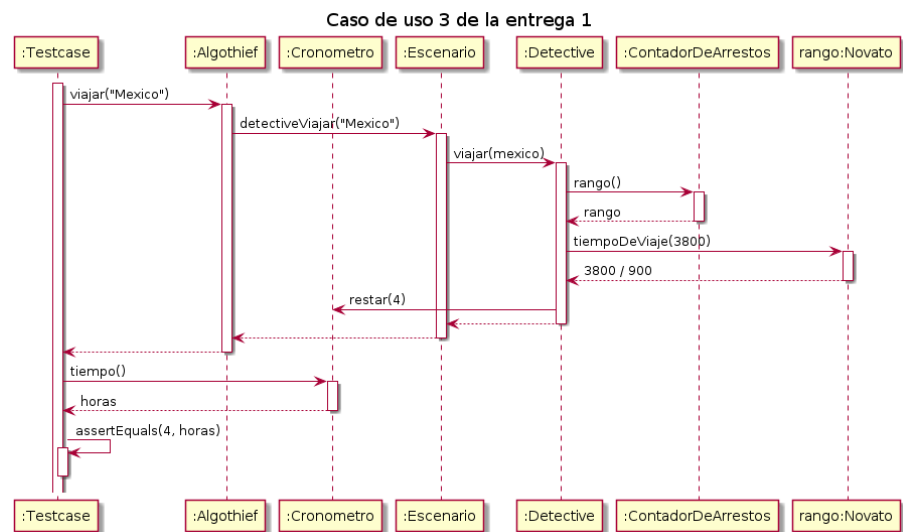 Caso de uso 3 de la entrega 1
:Testcase
:Algothief
:Cronometro
:Escenario
:Detective
:ContadorDeArrestos
rango:Novato
viajar("Mexico")
detectiveViajar("Mexico")
viajar(mexico)
rango()
rango
tiempoDeViaje(3800)
3800 / 900
restar(4)
tiempo()
horas
assertEquals(4, horas)
:Testcase
:Algothief
:Cronometro
:Escenario
:Detective
:ContadorDeArrestos
rango:Novato